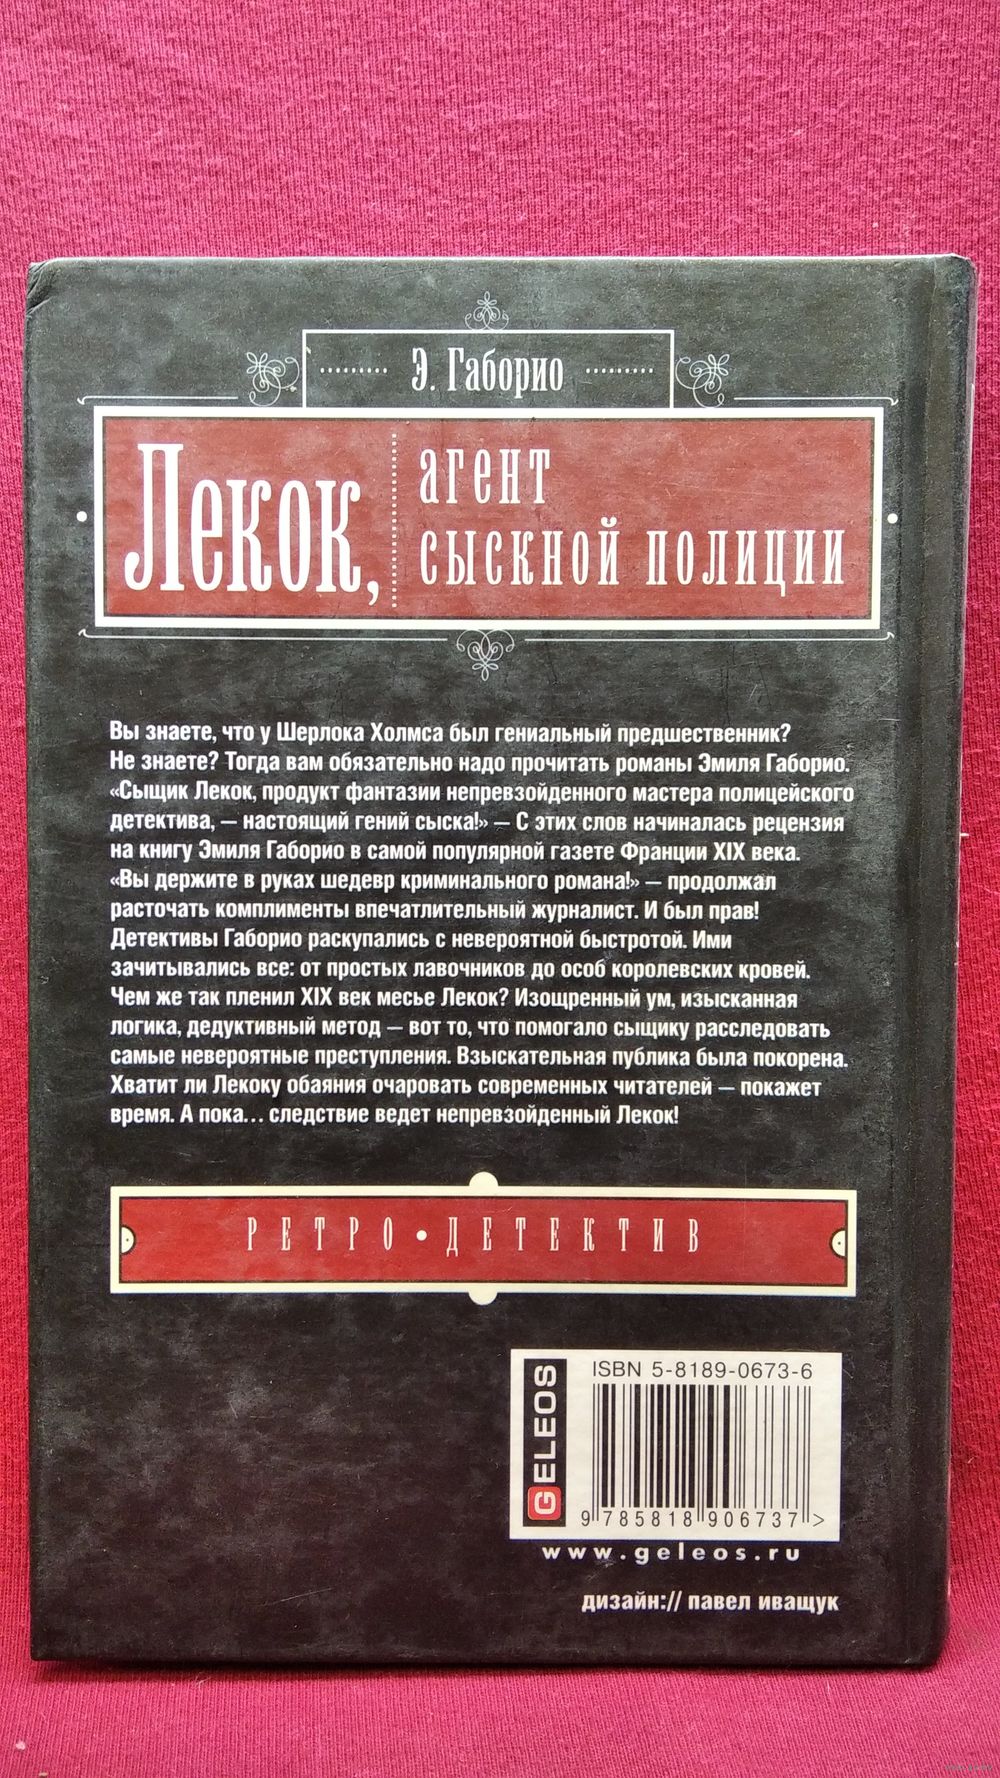 Э. Габорио
Лекок,
агент
сыскной полиции
Вы знаете, что у Шерлока Холмса был гениальный предшественник?
Не знаете? Тогда вам обязательно надо прочитать романы Эмиля Габорио.
«Сыщик Лекок, продукт фантазии непревзойденного мастера полицейского
детектива, — настоящий гений сыска!» — С этих слов начиналась рецензия
на книгу Эмиля Габорио в самой популярной газете Франции XIX века.
«Вы держите в руках шедевр криминального романа!» — продолжал
расточать комплименты впечатлительный журналист. И был прав!
Детективы Габорио раскупались с невероятной быстротой. Ими
зачитывались все: от простых лавочников до особ королевских кровей.
Чем же так пленил XIX век месье Лекок? Изощренный ум, изысканная
логика, дедуктивный метод — вот то, что помогало сыщику расследовать
самые невероятные преступления. Взыскательная публика была покорена.
Хватит ли Лекоку обаяния очаровать современных читателей — покажет
время. А пока... следствие ведет непревзойденный Лекок!
РЕТРО • ДЕТЕКТИВ
GELEOS
ISBN 5-8189-0673-6
9 785818 906737 >
www.geleos.ru
дизайн:// павел иващук